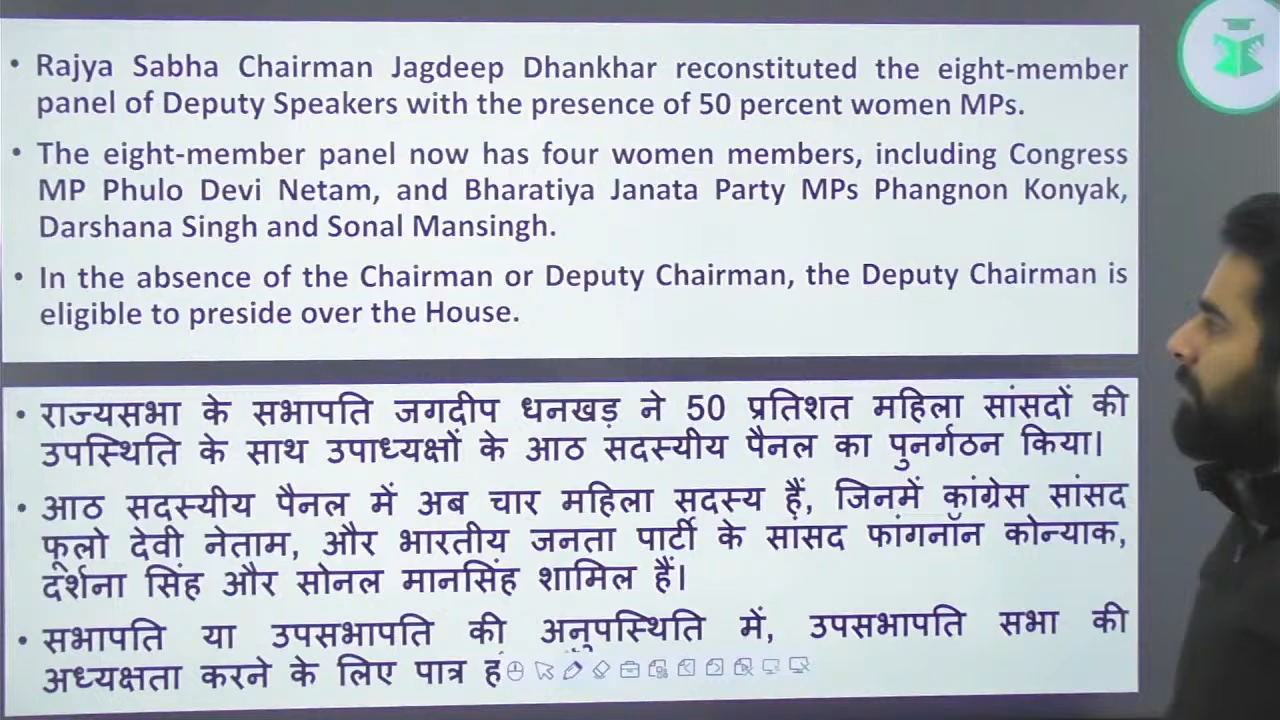 • Rajya Sabha Chairman Jagdeep Dhankhar reconstituted the eight-member
panel of Deputy Speakers with the presence of 50 percent women MPs.
• The eight-member panel now has four women members, including Congress
MP Phulo Devi Netam, and Bharatiya Janata Party MPs Phangnon Konyak,
Darshana Singh and Sonal Mansingh.
• In the absence of the Chairman or Deputy Chairman, the Deputy Chairman is
eligible to preside over the House.
• राज्यसभा के सभापति जगदीप धनखड़ ने 50 प्रतिशत महिला सांसदों की
उपस्थिति के साथ उपाध्यक्षों के आठ सदस्यीय पैनल का पुनर्गठन किया।
• आठ सदस्यीय पैनल में अब चार महिला सदस्य हैं, जिनमें कांग्रेस सांसद
फूलो देवी नेताम, और भारतीय जनता पार्टी के सांसद फांगनॉन कोन्याक,
दर्शना सिंह और सोनल मानसिंह शामिल हैं।
• सभापति या उपसभापति की अनुपस्थिति में, उपसभापति सभा की
अध्यक्षता करने के लिए पात्र